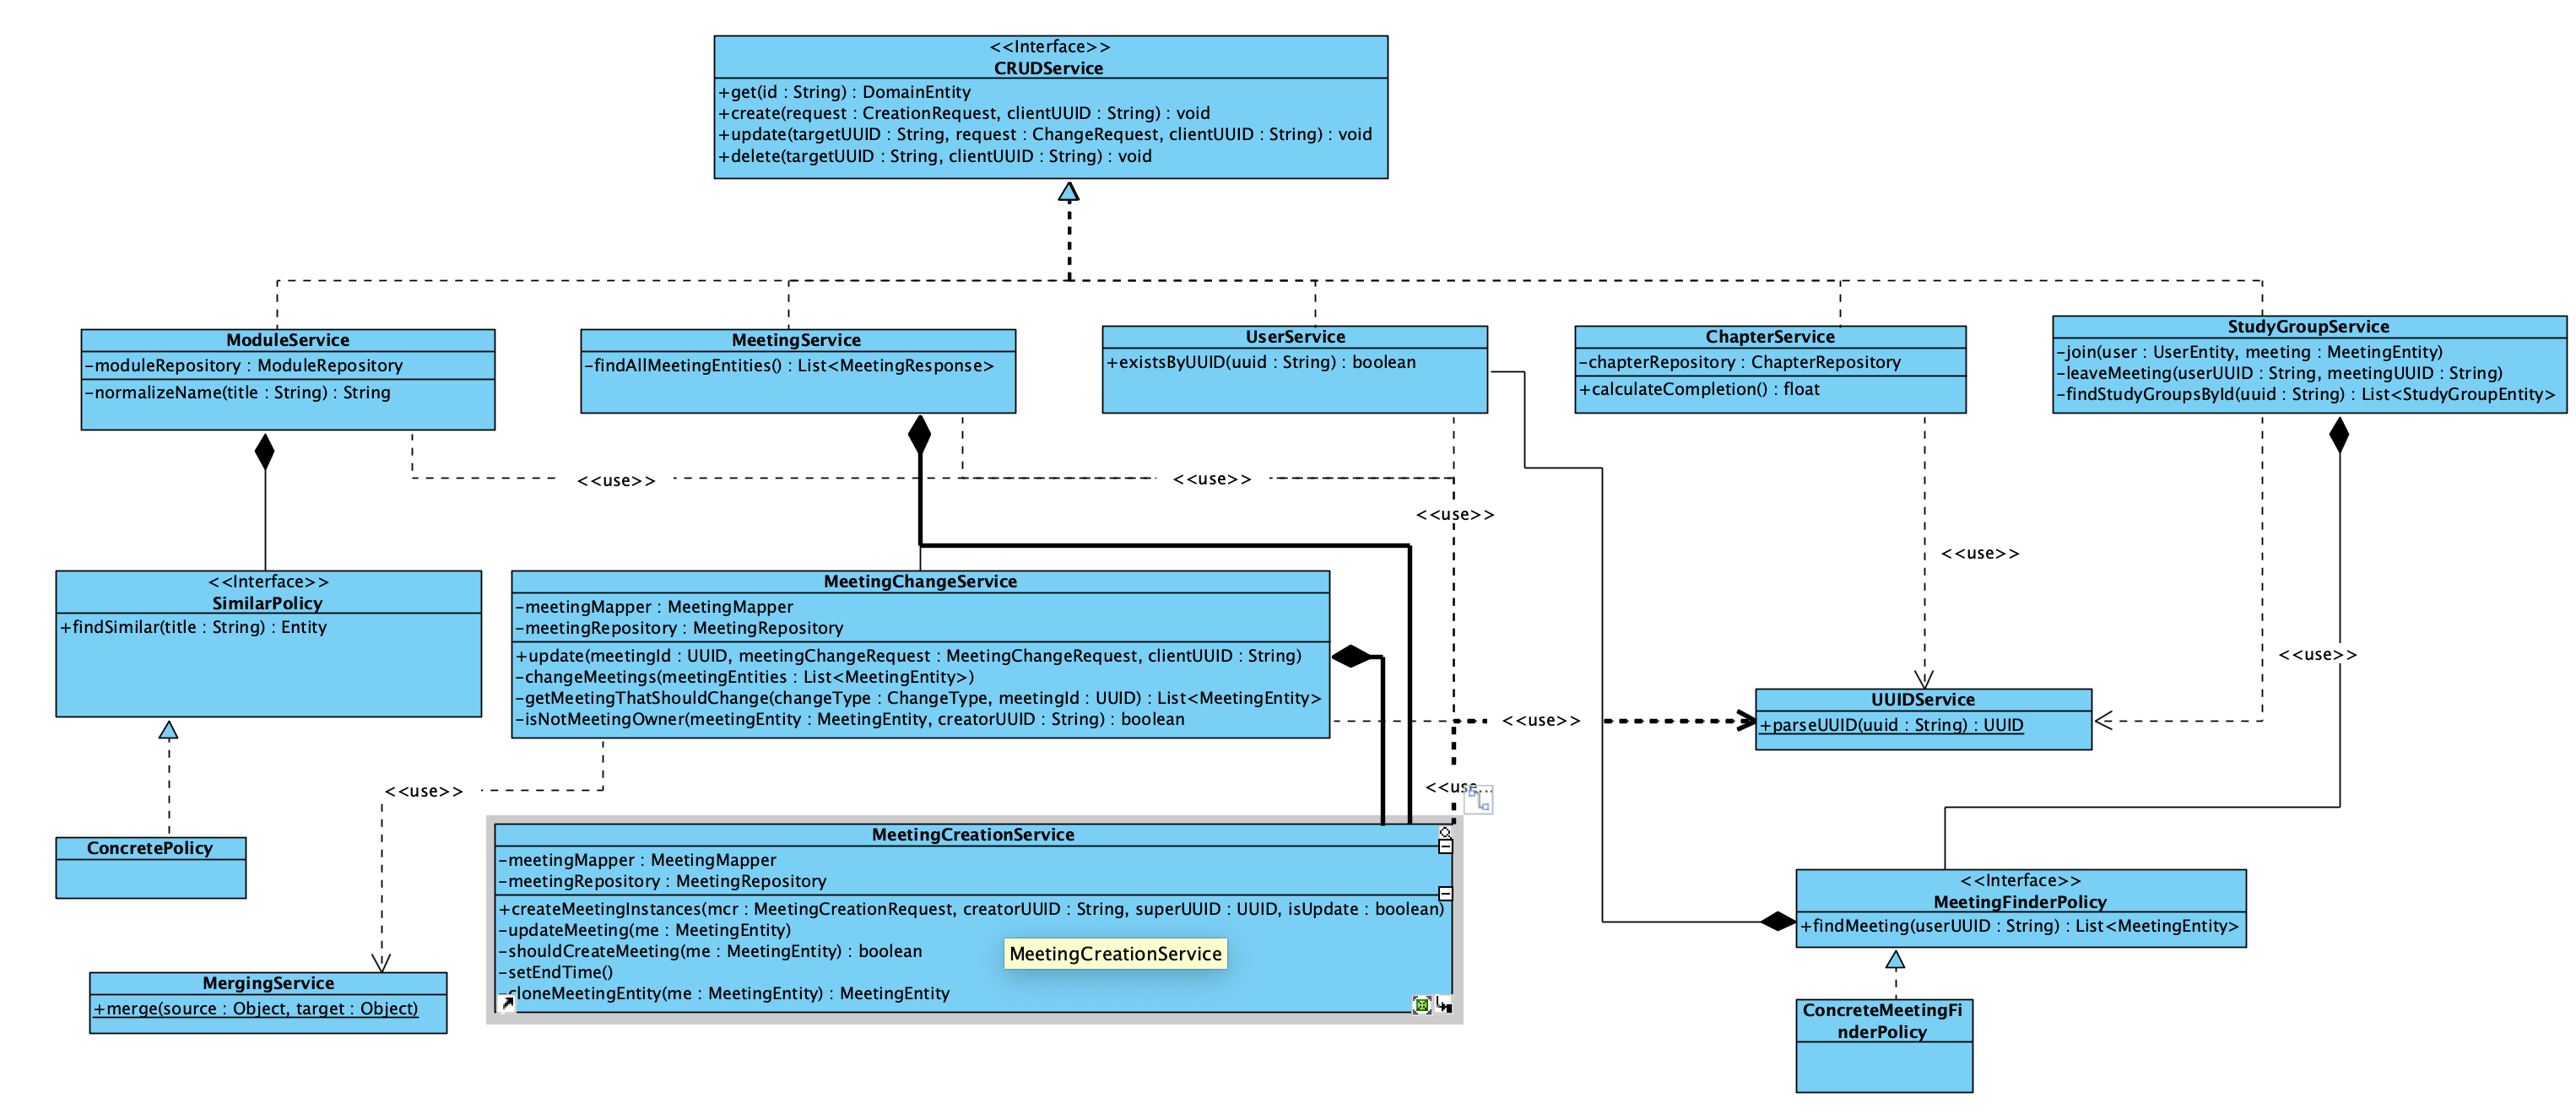 <<Interface>>
CRUDService
+get(id : String) : DomainEntity
+create(request : CreationRequest, clientUUID : String) : void
+update(targetUUID : String, request : ChangeRequest, clientUUID : String) : void
+delete(targetUUID : String, clientUUID : String) : void
ModuleService
-moduleRepository : ModuleRepository
-normalizeName(title : String) : String
MeetingService
-findAllMeetingEntities() : List<MeetingResponse>
UserService
+existsByUUID(uuid : String) : boolean
ChapterService
-chapterRepository : ChapterRepository
+calculateCompletion() : float
StudyGroupService
-join(user : UserEntity, meeting : MeetingEntity)
-leaveMeeting(userUUID : String, meetingUUID : String)
-findStudyGroupsById(uuid : String) : List<StudyGroupEntity>
<<use>>
<<use>>
<<use>>
<<use>>
<<use>>
<<Interface>>
SimilarPolicy
+findSimilar(title : String) : Entity
MeetingChangeService
-meetingMapper : MeetingMapper
-meetingRepository : MeetingRepository
+update(meetingId : UUID, meetingChangeRequest : MeetingChangeRequest, clientUUID : String)
-changeMeetings(meetingEntities : List<MeetingEntity>)
-getMeetingThatShouldChange(changeType : ChangeType, meetingId : UUID) : List<MeetingEntity>
-isNotMeetingOwner(meetingEntity : MeetingEntity, creatorUUID : String) : boolean
<<use>>
UUIDService
+parseUUID(uuid : String) : UUID
<<use>>
<<use...
ConcretePolicy
MeetingCreationService
-meetingMapper : MeetingMapper
-meetingRepository : MeetingRepository
+createMeetingInstances(mcr : MeetingCreationRequest, creatorUUID : String, superUUID : UUID, isUpdate : boolean)
-updateMeeting(me : MeetingEntity)
-shouldCreateMeeting(me : MeetingEntity) : boolean
-setEndTime()
-cloneMeetingEntity(me : MeetingEntity) : MeetingEntity
MeetingCreationService
<<Interface>>
MeetingFinderPolicy
+findMeeting(userUUID : String) : List<MeetingEntity>
MergingService
+merge(source : Object, target : Object)
ConcreteMeetingFi
nderPolicy